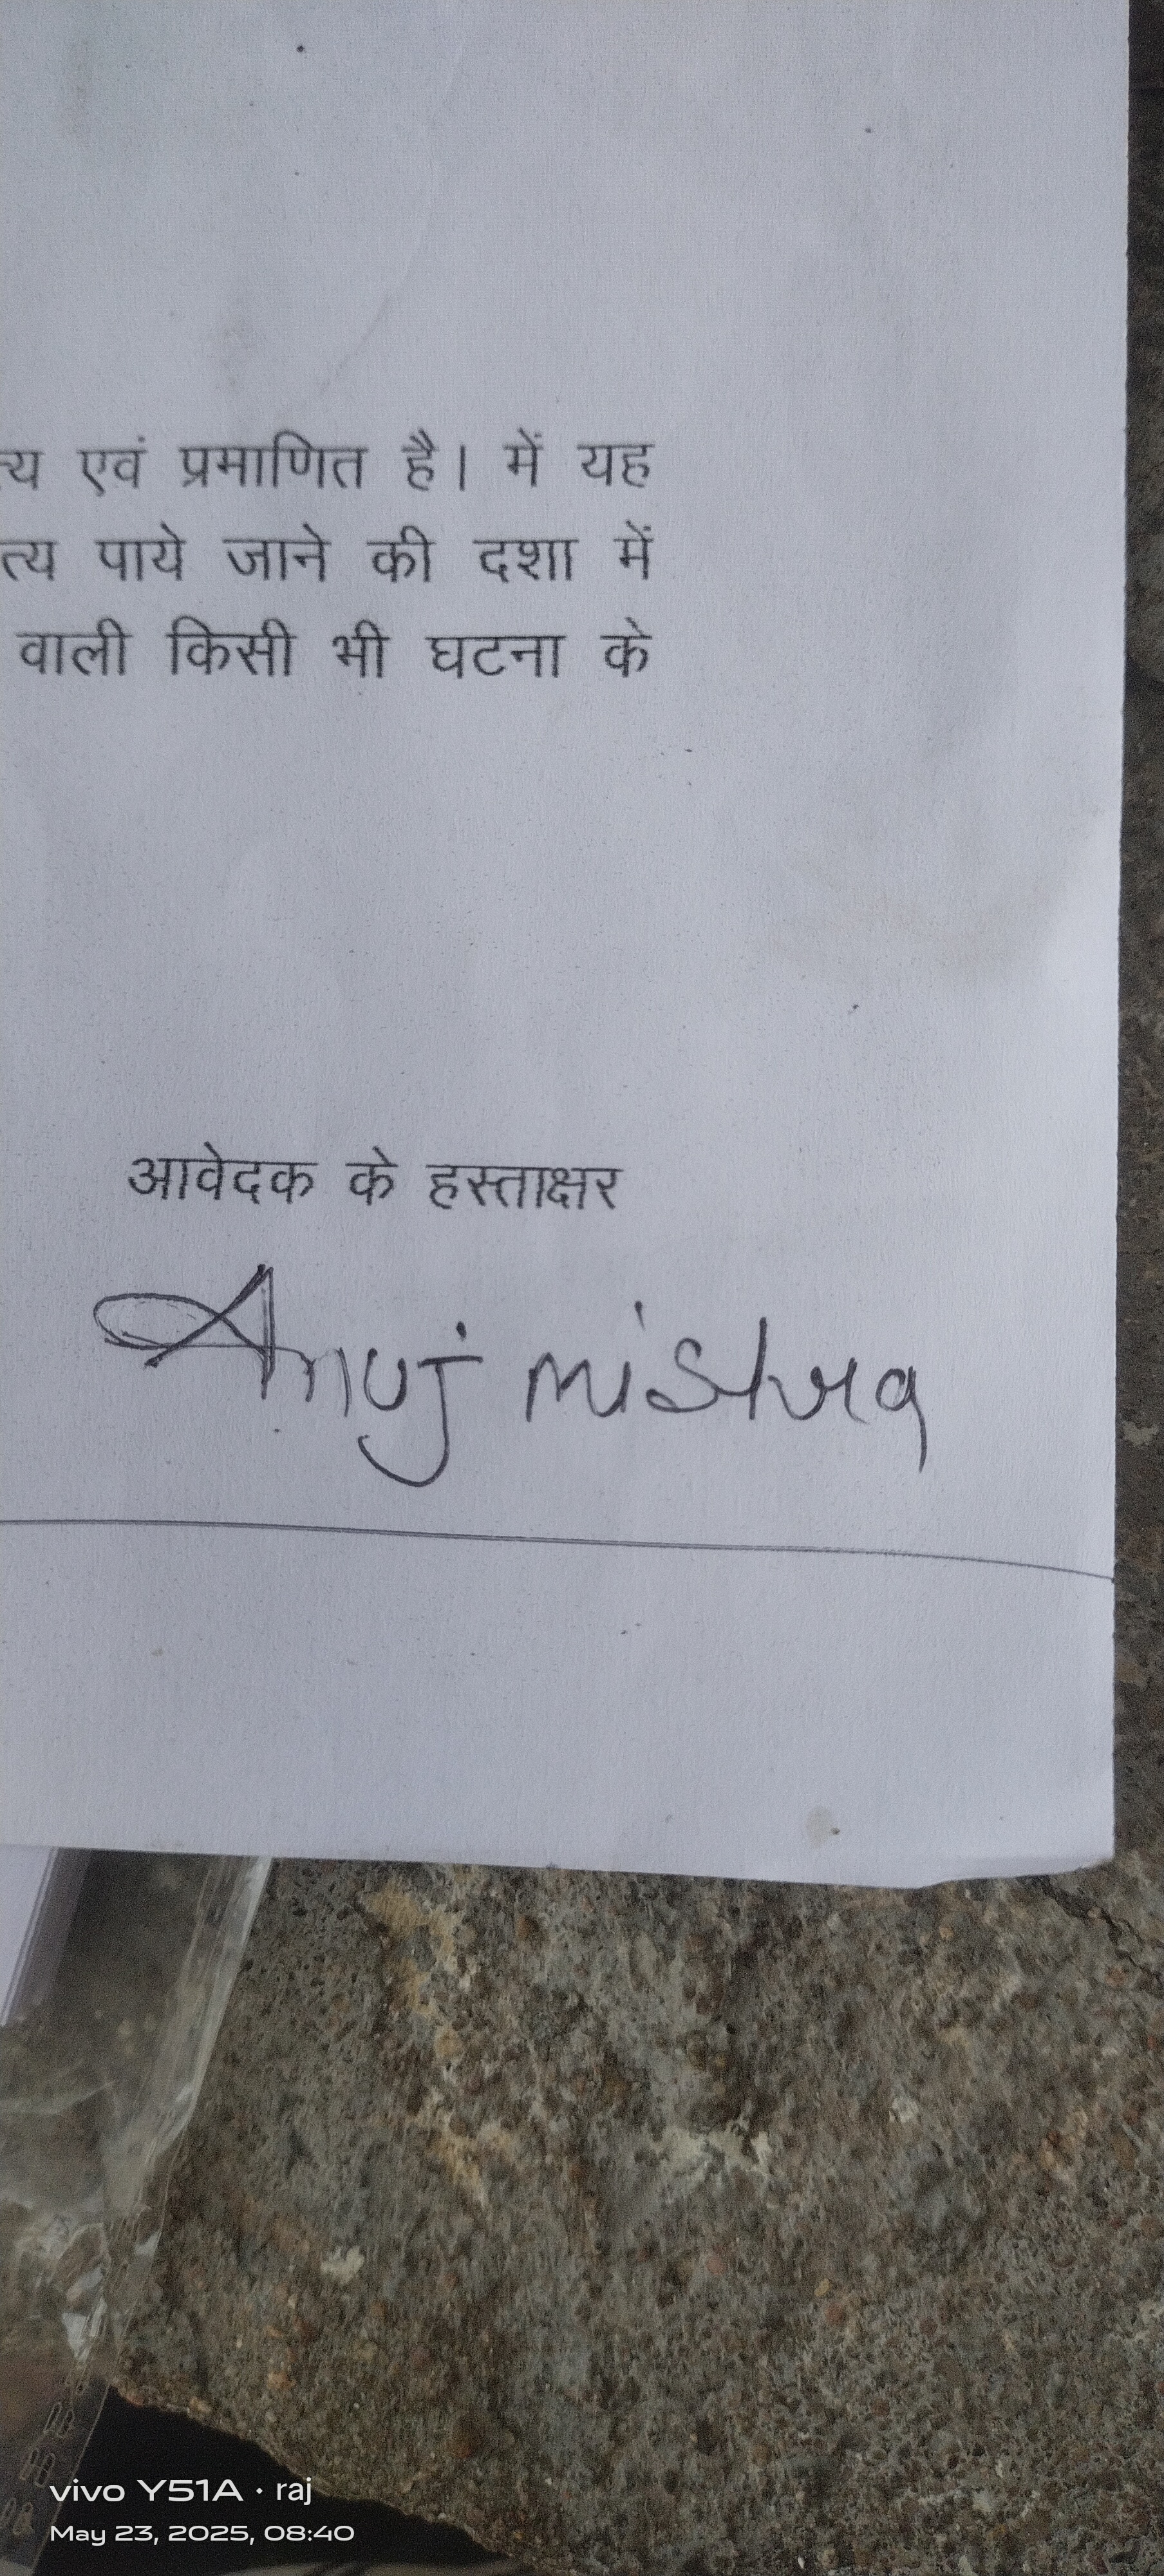 त्य एवं प्रमाणित है। में यह
त्य पाये जाने की दशा में
वाली किसी भी घटना के
आवेदक के हस्ताक्षर
Anuj mishra
vivo Y51A · raj
May 23, 2025, 08:40